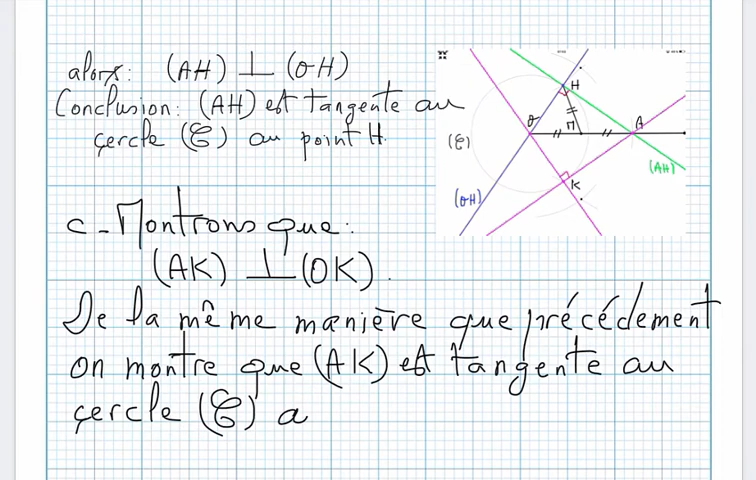 alors: (AH) ⊥ (OH)
Conclusion: (AH) est tangente au
cercle (C) au point H.
H
O
M
A
(C)
(AH)
K
(OH)
c - Montrons que:
(AK) ⊥ (OK).
De la même manière que précédement
on montre que (AK) est tangente au
cercle (C) a